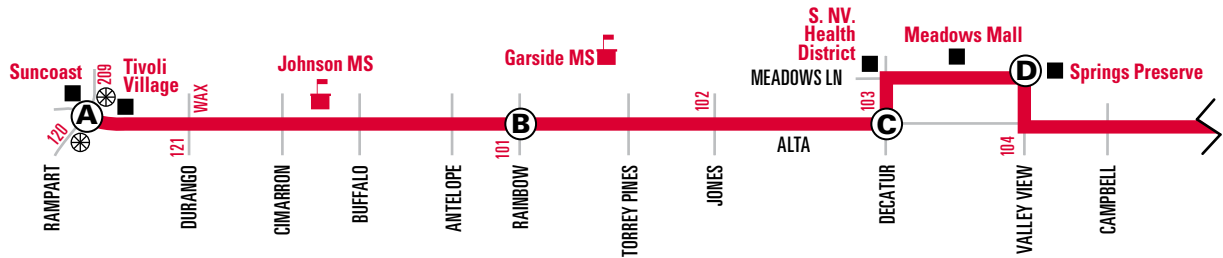 Suncoast
209
Tivoli
Village
A
120
WAX
121
Johnson MS
B
101
Garside MS
102
S. NV.
Health
District
MEADOWS LN
103
C
ALTA
Meadows Mall
D
Springs Preserve
104
RAMPART
DURANGO
CIMARRON
BUFFALO
ANTELOPE
RAINBOW
TORREY PINES
JONES
DECATUR
VALLEY VIEW
CAMPBELL